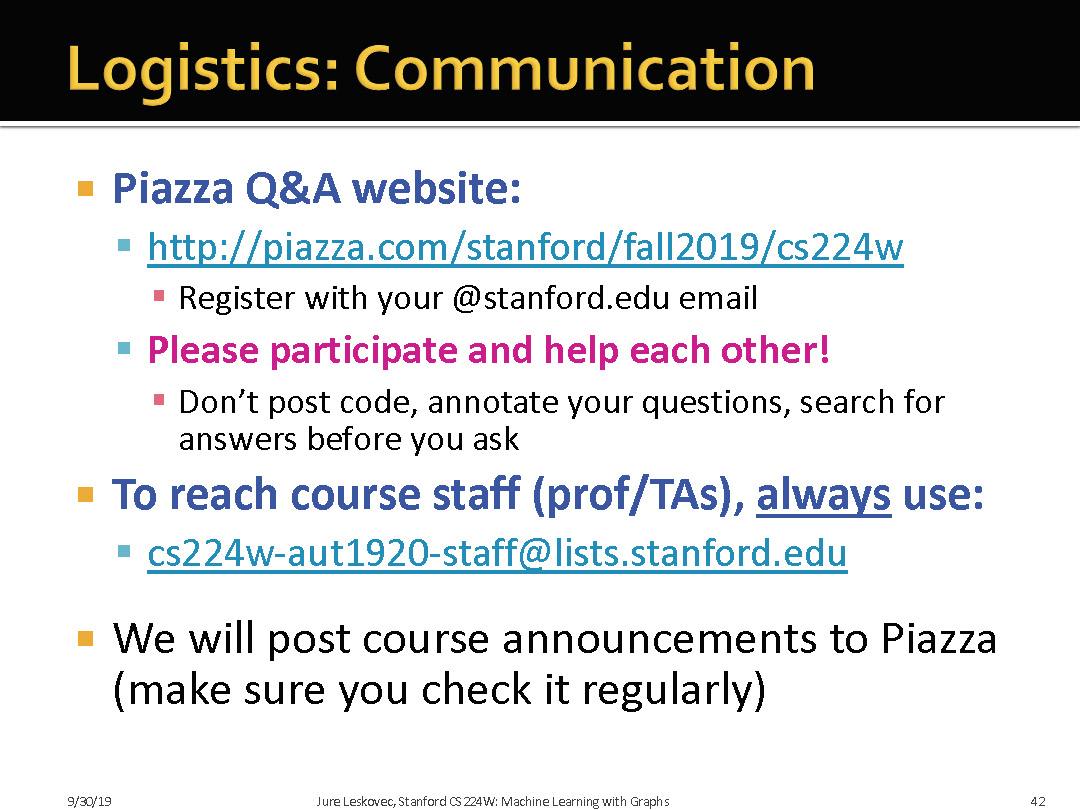 Logistics: Communication
Piazza Q&A website:
http://piazza.com/stanford/fall2019/cs224w
Register with your @stanford.edu email
Please participate and help each other!
Don’t post code, annotate your questions, search for
answers before you ask
To reach course staff (prof/TAs), always use:
cs224w-aut1920-staff@lists.stanford.edu
We will post course announcements to Piazza
(make sure you check it regularly)
9/30/19 Jure Leskovec, Stanford CS224W: Machine Learning with Graphs 42